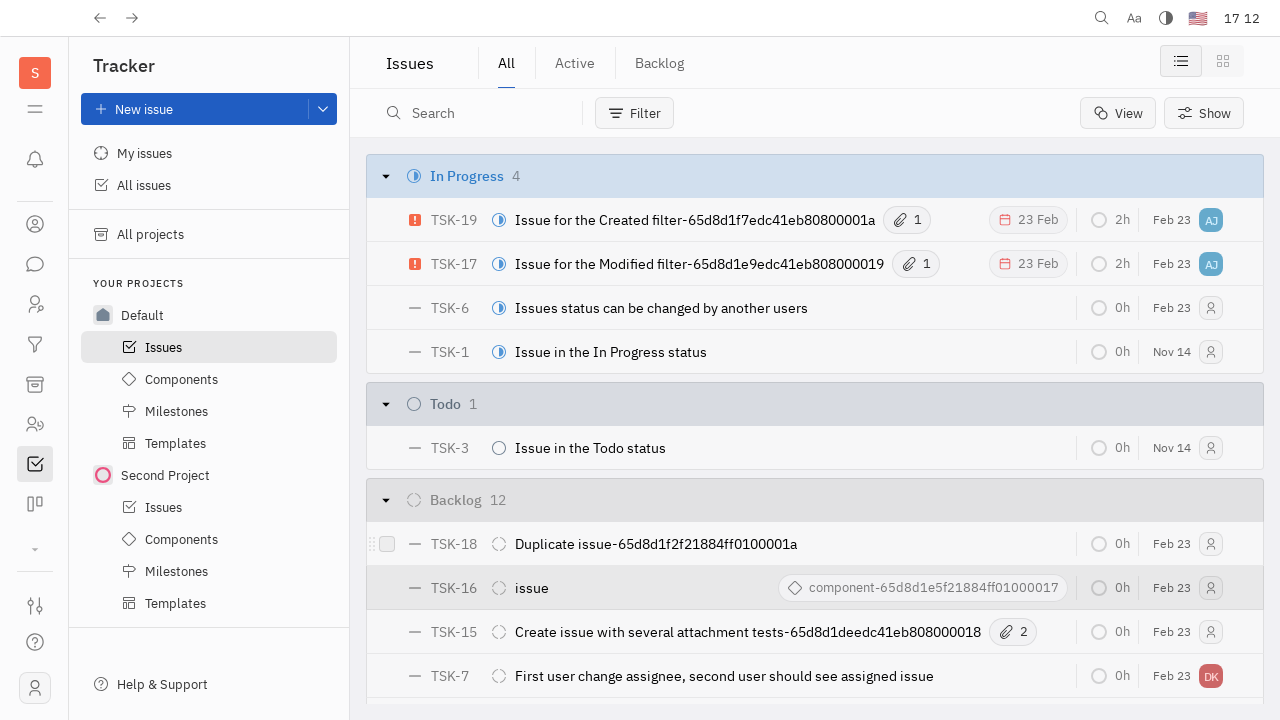 Aa 17 12
S
Tracker
New issue
My issues
All issues
All projects
YOUR PROJECTS
Default
Issues
Components
Milestones
Templates
Second Project
Issues
Components
Milestones
Templates
Help & Support
Issues All Active Backlog
Search Filter View Show
In Progress 4
TSK-19 Issue for the Created filter-65d8d1f7edc41eb80800001a 1 23 Feb 2h Feb 23 AJ
TSK-17 Issue for the Modified filter-65d8d1e9edc41eb808000019 1 23 Feb 2h Feb 23 AJ
TSK-6 Issues status can be changed by another users 0h Feb 23
TSK-1 Issue in the In Progress status 0h Nov 14
Todo 1
TSK-3 Issue in the Todo status 0h Nov 14
Backlog 12
TSK-18 Duplicate issue-65d8d1f2f21884ff0100001a 0h Feb 23
TSK-16 issue component-65d8d1e5f21884ff01000017 0h Feb 23
TSK-15 Create issue with several attachment tests-65d8d1deedc41eb808000018 2 0h Feb 23
TSK-7 First user change assignee, second user should see assigned issue 0h Feb 23 DK